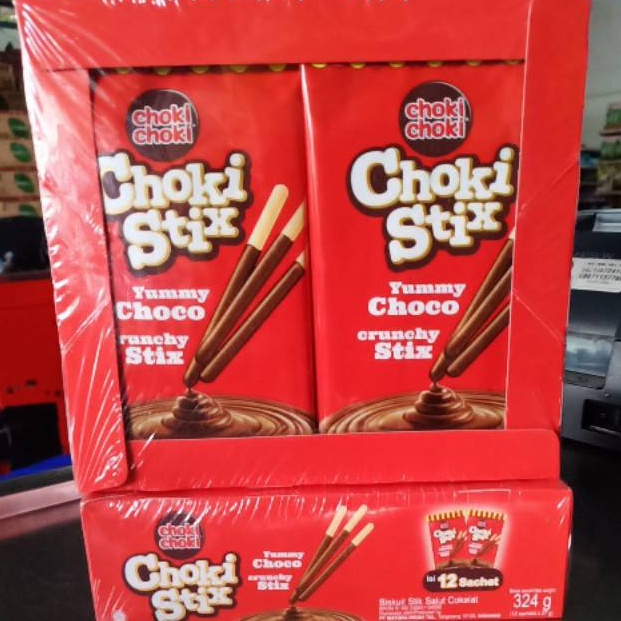 choki
choki
Choki
Stix
Yummy
Choco
crunchy
Stix
choki
choki
Choki
Stix
Yummy
Choco
crunchy
Stix
choki
choki
Choki
Stix
Yummy
Choco
crunchy
Stix
isi 12 Sachet
Biskuit Stik Salut Cokelat
324 g